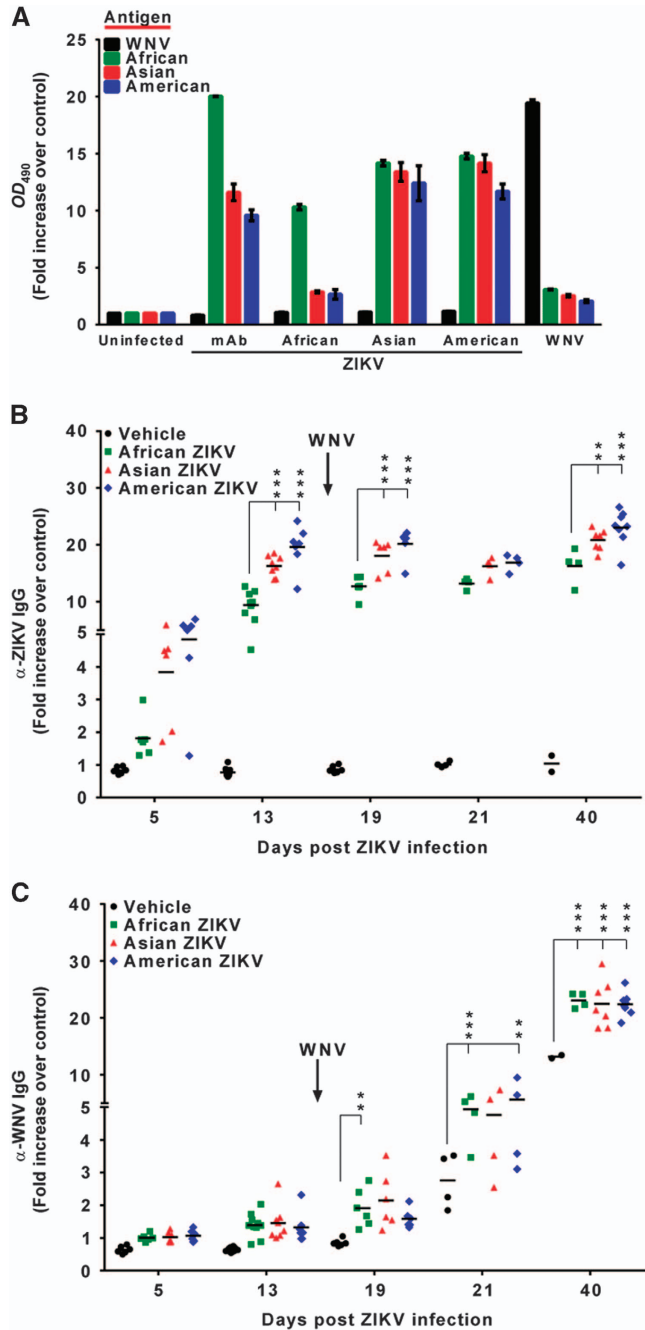 A
Antigen
WNV
African
Asian
American
OD490
(Fold increase over control)
25
20
15
10
5
0
Uninfected mAb African Asian American WNV
ZIKV
B
Vehicle
African ZIKV
Asian ZIKV
American ZIKV
WNV
*** ***
*** ***
** ***
α-ZIKV IgG
(Fold increase over control)
40
30
20
10
5
4
3
2
1
0
5 13 19 21 40
Days post ZIKV infection
C
Vehicle
African ZIKV
Asian ZIKV
American ZIKV
WNV
**
*** **
*** *** ***
α-WNV IgG
(Fold increase over control)
40
30
20
10
5
4
3
2
1
0
5 13 19 21 40
Days post ZIKV infection